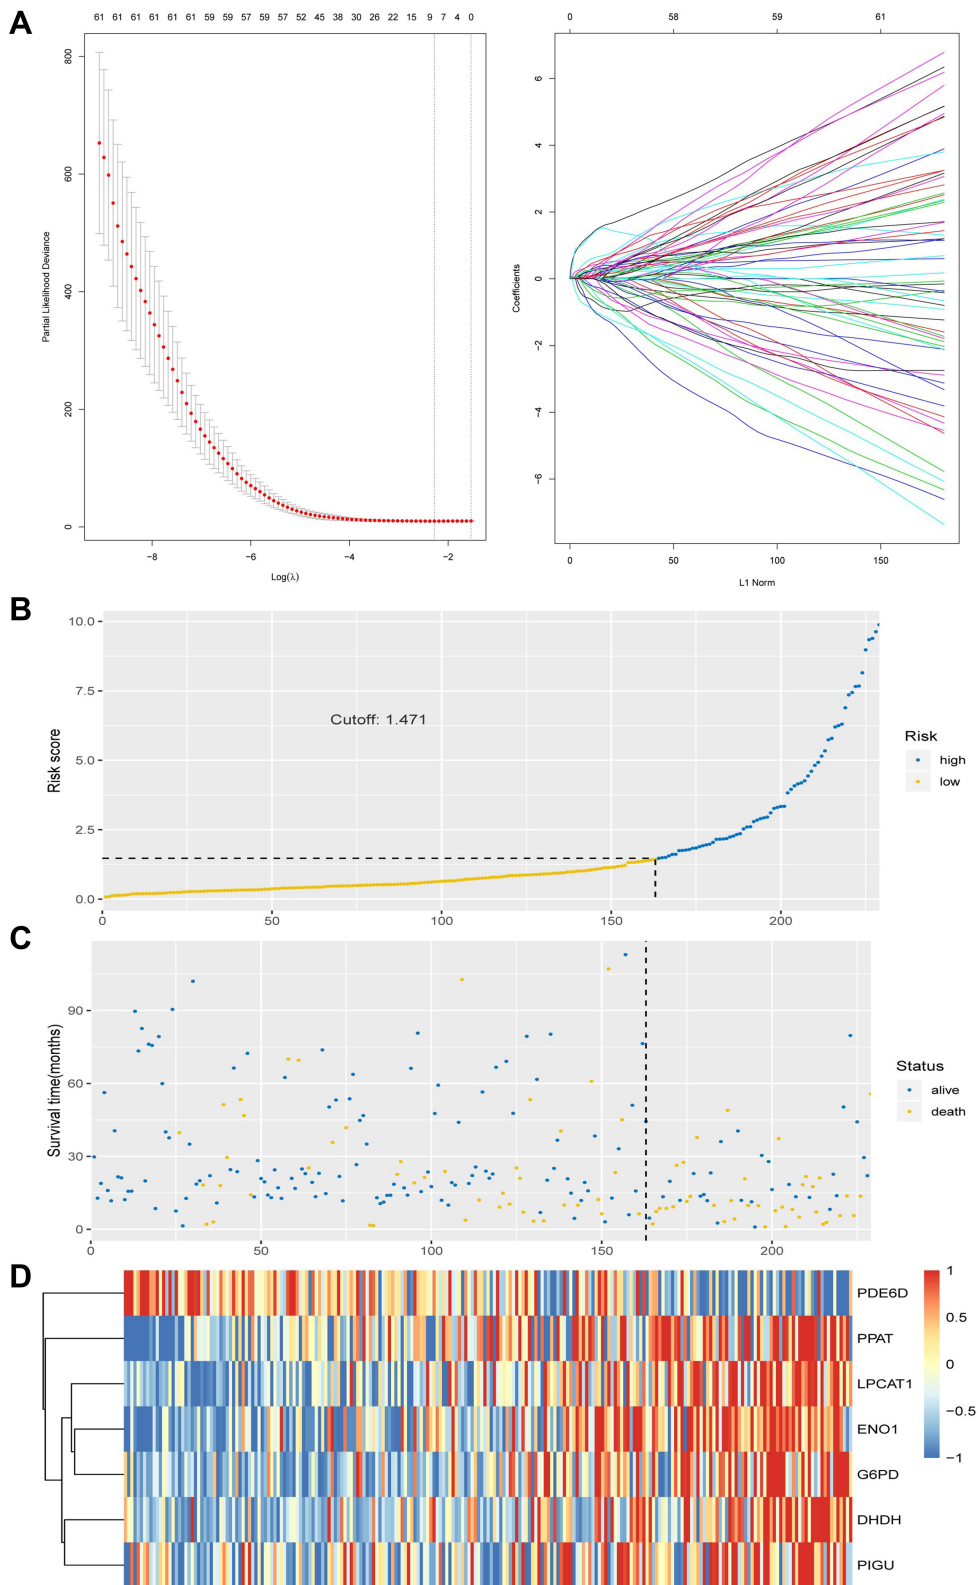 A
61 61 61 61 61 61 59 59 57 59 57 52 45 38 30 26 22 15 9 7 4 0
800
600
400
200
0
Partial Likelihood Deviance
−8 −6 −4 −2
Log(λ)
0 58 59 61
6
4
2
0
−2
−4
−6
Coefficients
0 50 100 150
L1 Norm
B
10.0
7.5
5.0
2.5
0.0
Risk score
Cutoff: 1.471
0 50 100 150 200
Risk
high
low
C
90
60
30
0
Survival time(months)
0 50 100 150 200
Status
alive
death
D
PDE6D
PPAT
LPCAT1
ENO1
G6PD
DHDH
PIGU
1
0.5
0
−0.5
−1